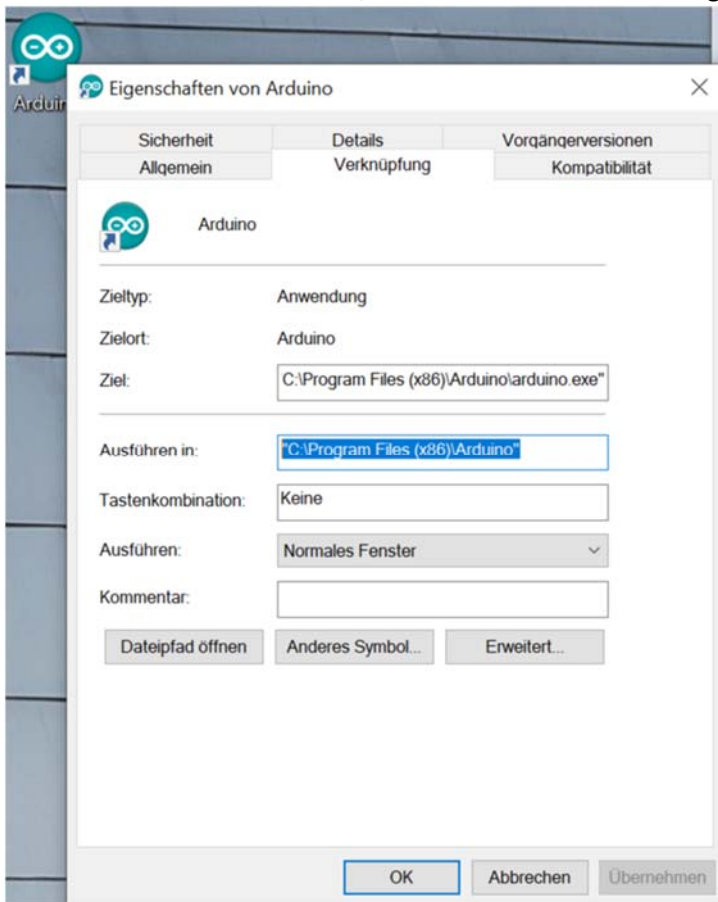 Eigenschaften von Arduino
Sicherheit Details Vorgängerversionen
Allgemein Verknüpfung Kompatibilität
Arduino
Zieltyp: Anwendung
Zielort: Arduino
Ziel: C:\Program Files (x86)\Arduino\arduino.exe"
Ausführen in: "C:\Program Files (x86)\Arduino"
Tastenkombination: Keine
Ausführen: Normales Fenster
Kommentar:
Dateipfad öffnen Anderes Symbol... Erweitert...
OK Abbrechen Übernehmen